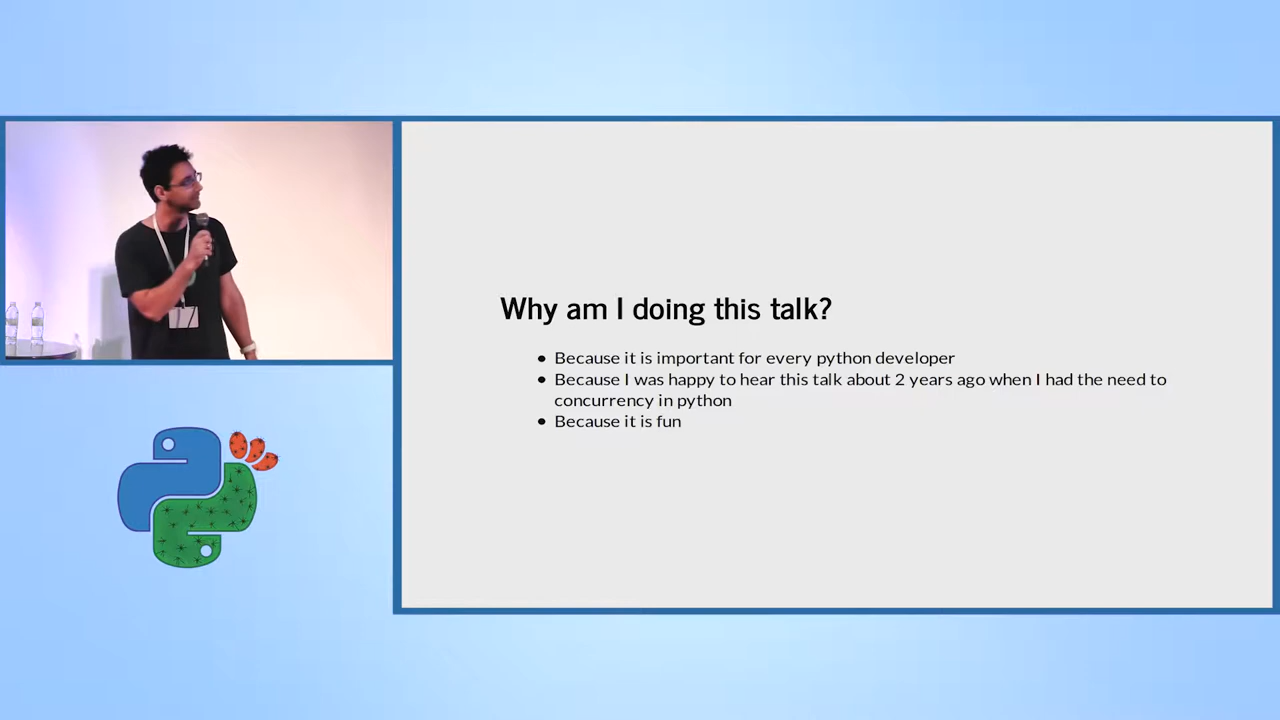 Why am I doing this talk?
• Because it is important for every python developer
• Because I was happy to hear this talk about 2 years ago when I had the need to
concurrency in python
• Because it is fun